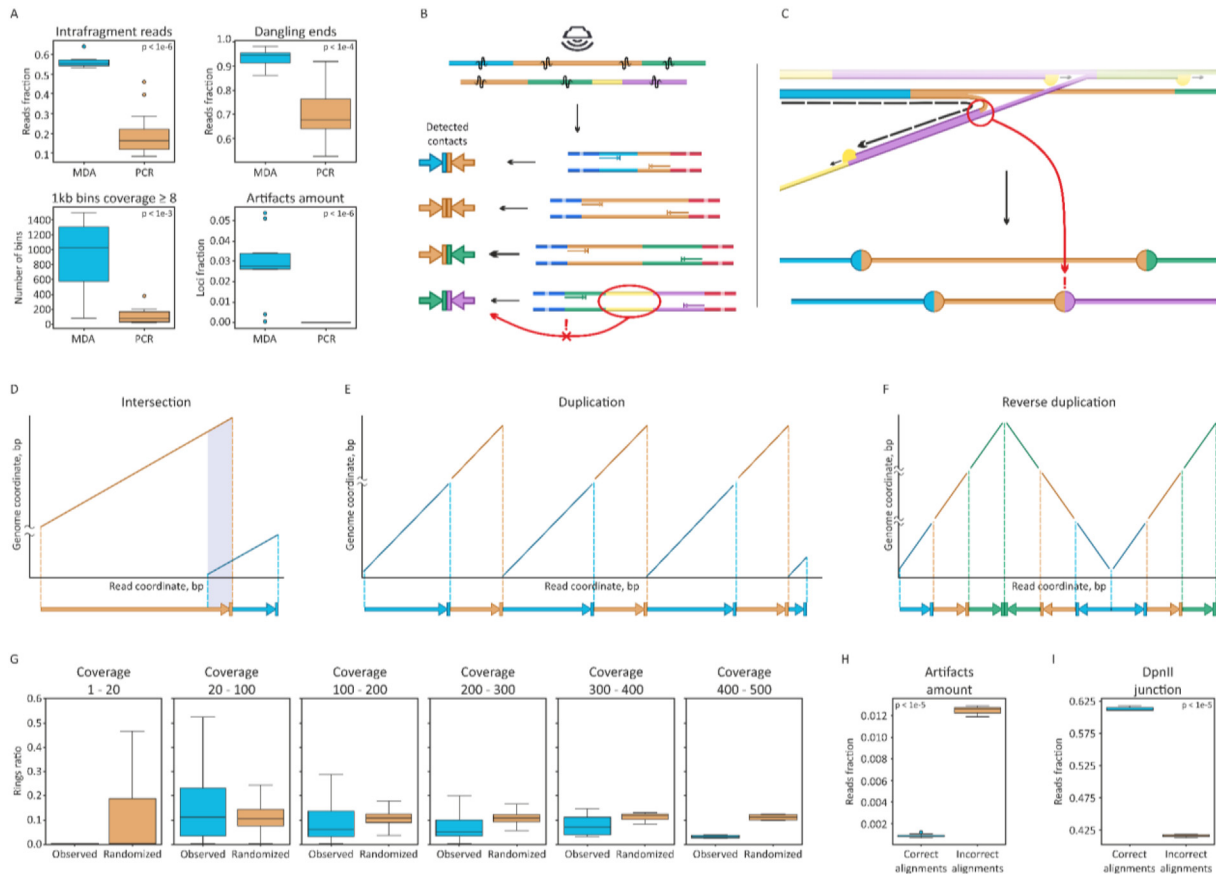 A
Intrafragment reads
p < 1e-6
Reads fraction
0.6
0.5
0.4
0.3
0.2
0.1
MDA
PCR
Dangling ends
p < 1e-4
Reads fraction
1.0
0.9
0.8
0.7
0.6
MDA
PCR
1kb bins coverage ≥ 8
p < 1e-3
Number of bins
1400
1200
1000
800
600
400
200
0
MDA
PCR
Artifacts amount
p < 1e-6
Loci fraction
0.05
0.04
0.03
0.02
0.01
0.00
MDA
PCR
B
Detected
contacts
!
C
!
D
Intersection
Genome coordinate, bp
Read coordinate, bp
E
Duplication
Genome coordinate, bp
Read coordinate, bp
F
Reverse duplication
Genome coordinate, bp
Read coordinate, bp
G
Coverage
1 - 20
Coverage
20 - 100
Coverage
100 - 200
Coverage
200 - 300
Coverage
300 - 400
Coverage
400 - 500
Rings ratio
0.6
0.5
0.4
0.3
0.2
0.1
0.0
Observed Randomized
Observed Randomized
Observed Randomized
Observed Randomized
Observed Randomized
Observed Randomized
H
Artifacts
amount
p < 1e-5
Reads fraction
0.012
0.010
0.008
0.006
0.004
0.002
Correct alignments
Incorrect alignments
I
DpnII
junction
p < 1e-5
Reads fraction
0.625
0.575
0.525
0.475
0.425
Correct alignments
Incorrect alignments